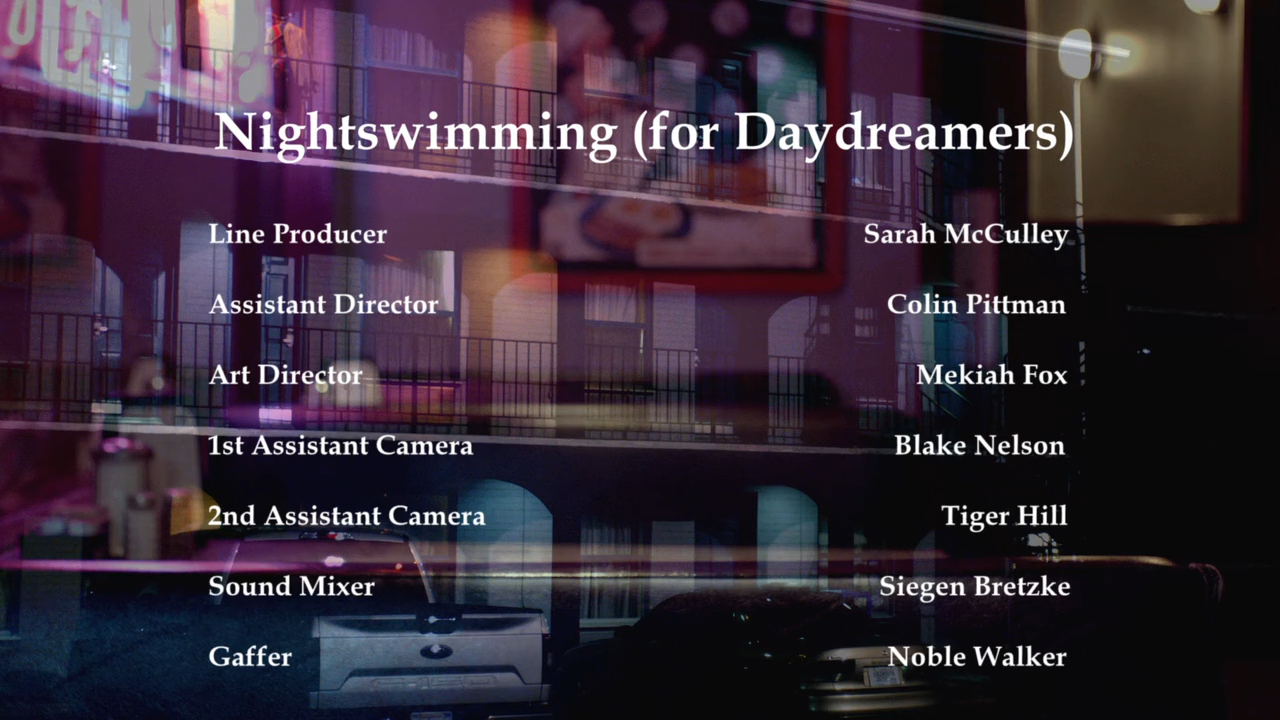 Nightswimming (for Daydreamers)
Line Producer Sarah McCulley
Assistant Director Colin Pittman
Art Director Mekiah Fox
1st Assistant Camera Blake Nelson
2nd Assistant Camera Tiger Hill
Sound Mixer Siegen Bretzke
Gaffer Noble Walker